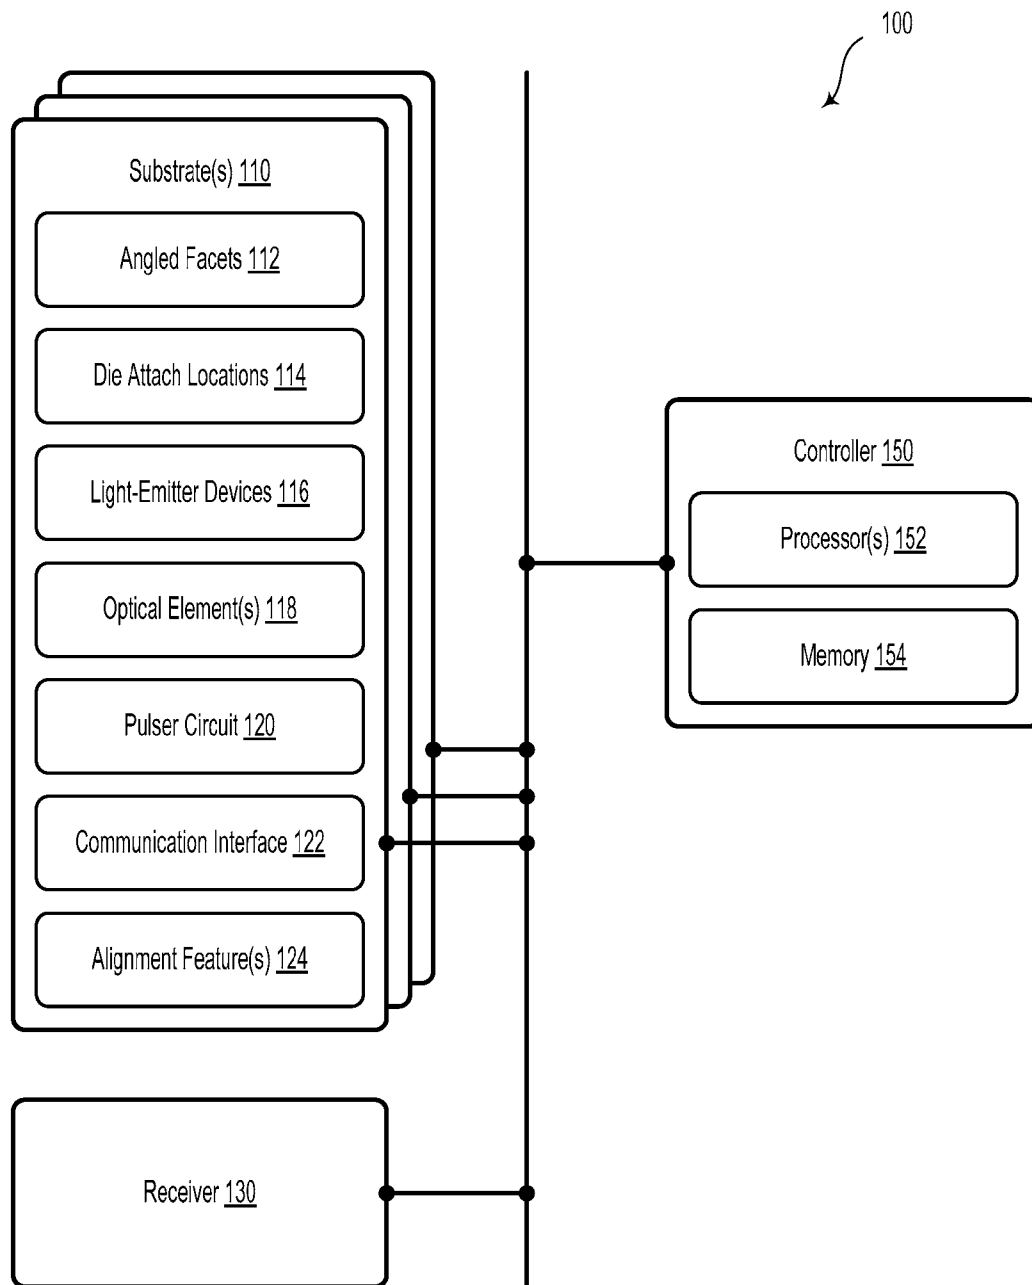 100
Substrate(s) 110
Angled Facets 112
Die Attach Locations 114
Light-Emitter Devices 116
Optical Element(s) 118
Pulser Circuit 120
Communication Interface 122
Alignment Feature(s) 124
Controller 150
Processor(s) 152
Memory 154
Receiver 130